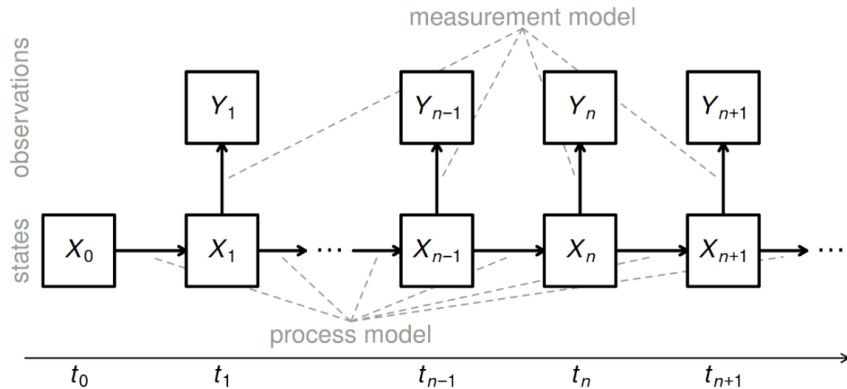 measurement model
observations
Y₁ Yₙ₋₁ Yₙ Yₙ₊₁
states
X₀ X₁ ··· Xₙ₋₁ Xₙ Xₙ₊₁ ···
process model
t₀ t₁ tₙ₋₁ tₙ tₙ₊₁